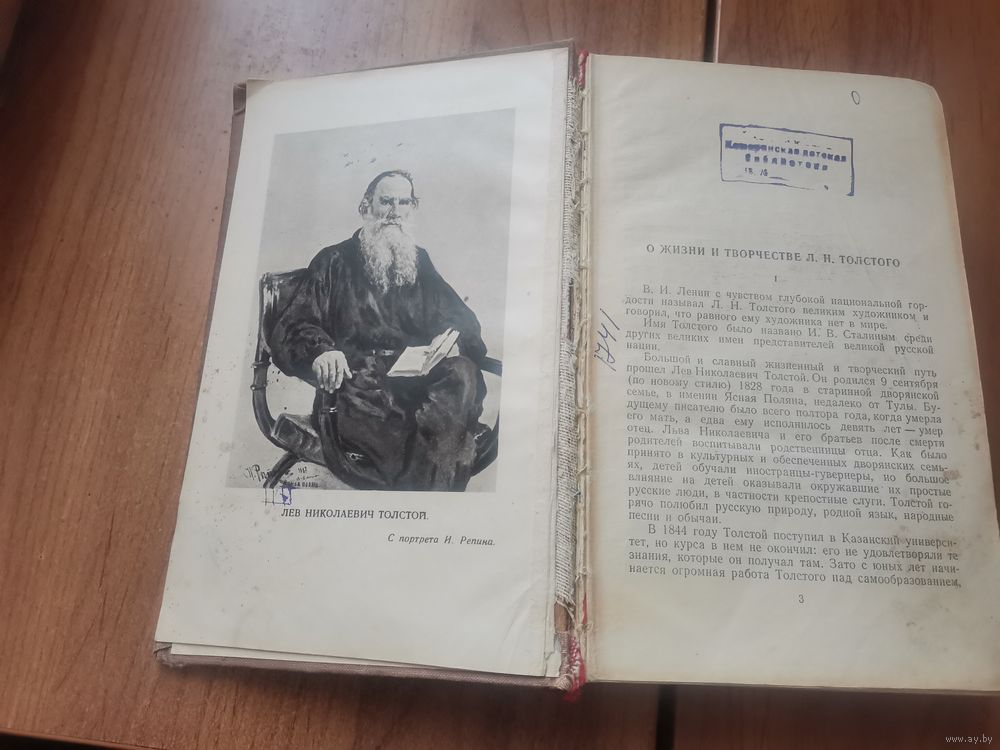 ЛЕВ НИКОЛАЕВИЧ ТОЛСТОЙ.
С портрета И. Репина.
0
детская
библиотека
О ЖИЗНИ И ТВОРЧЕСТВЕ Л. Н. ТОЛСТОГО
I
В. И. Ленин с чувством глубокой национальной гор-
дости называл Л. Н. Толстого великим художником и
говорил, что равного ему художника нет в мире.
Имя Толстого было названо И. В. Сталиным среди
других великих имен представителей великой русской
нации.
Большой и славный жизненный и творческий путь
прошел Лев Николаевич Толстой. Он родился 9 сентября
(по новому стилю) 1828 года в старинной дворянской
семье, в имении Ясная Поляна, недалеко от Тулы. Бу-
дущему писателю было всего полтора года, когда умерла
его мать, а едва ему исполнилось девять лет — умер
отец. Льва Николаевича и его братьев после смерти
родителей воспитывали родственницы отца. Как было
принято в культурных и обеспеченных дворянских семь-
ях, детей обучали иностранцы-гувернеры, но большое
влияние на детей оказывали окружавшие их простые
русские люди, в частности крепостные слуги. Толстой го-
рячо полюбил русскую природу, родной язык, народные
песни и обычаи.
В 1844 году Толстой поступил в Казанский универси-
тет, но курса в нем не окончил: его не удовлетворяли те
знания, которые он получал там. Зато с юных лет начи-
нается огромная работа Толстого над самообразованием,
3
1741
www.ay.by